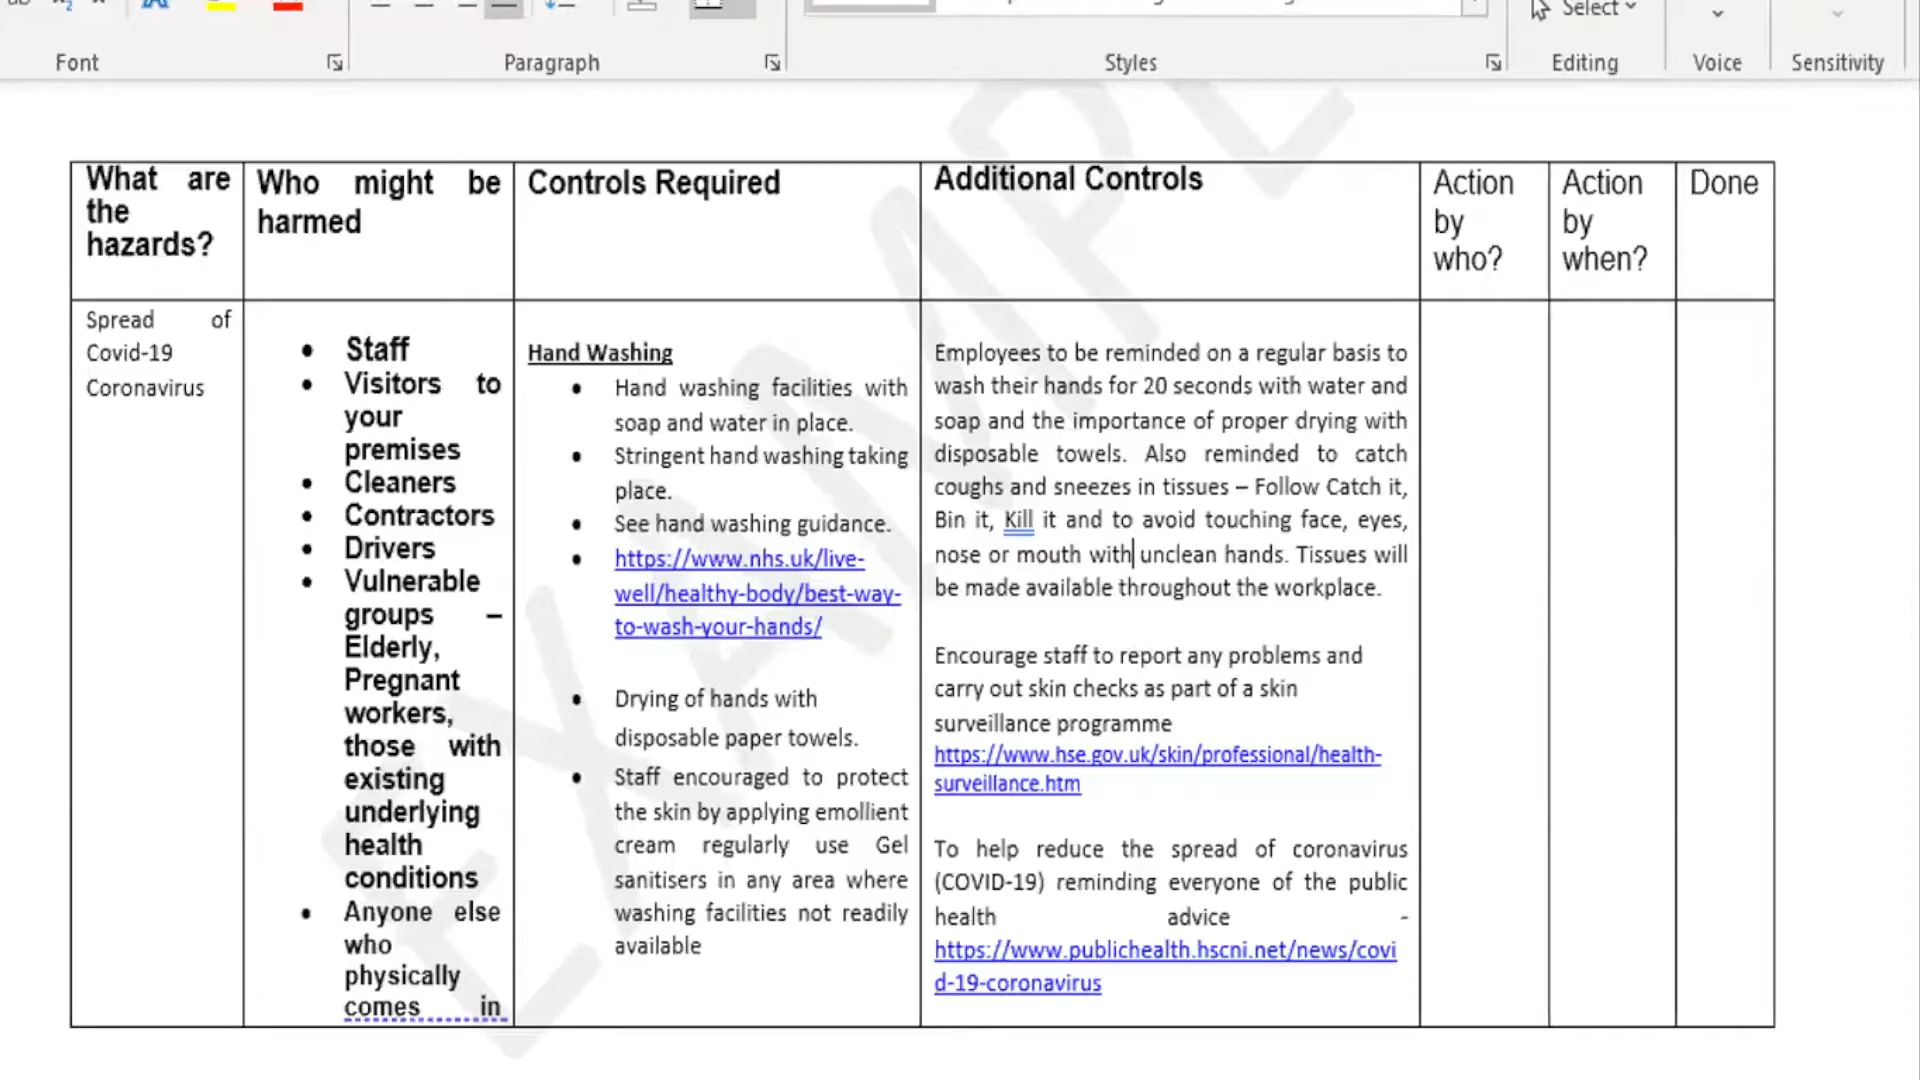 Select
Font
Paragraph
Styles
Editing
Voice
Sensitivity
What are
the
hazards?
Who might be
harmed
Controls Required
Additional Controls
Action
by
who?
Action
by
when?
Done
Spread of
Covid-19
Coronavirus
• Staff
• Visitors to
your
premises
• Cleaners
• Contractors
• Drivers
• Vulnerable
groups –
Elderly,
Pregnant
workers,
those with
existing
underlying
health
conditions
• Anyone else
who
physically
comes in
Hand Washing
• Hand washing facilities with
soap and water in place.
• Stringent hand washing taking
place.
• See hand washing guidance.
• https://www.nhs.uk/live-
well/healthy-body/best-way-
to-wash-your-hands/
• Drying of hands with
disposable paper towels.
• Staff encouraged to protect
the skin by applying emollient
cream regularly use Gel
sanitisers in any area where
washing facilities not readily
available
Employees to be reminded on a regular basis to
wash their hands for 20 seconds with water and
soap and the importance of proper drying with
disposable towels. Also reminded to catch
coughs and sneezes in tissues – Follow Catch it,
Bin it, Kill it and to avoid touching face, eyes,
nose or mouth with unclean hands. Tissues will
be made available throughout the workplace.
Encourage staff to report any problems and
carry out skin checks as part of a skin
surveillance programme
https://www.hse.gov.uk/skin/professional/health-
surveillance.htm
To help reduce the spread of coronavirus
(COVID-19) reminding everyone of the public
health advice -
https://www.publichealth.hscni.net/news/covi
d-19-coronavirus
EXAMPLE